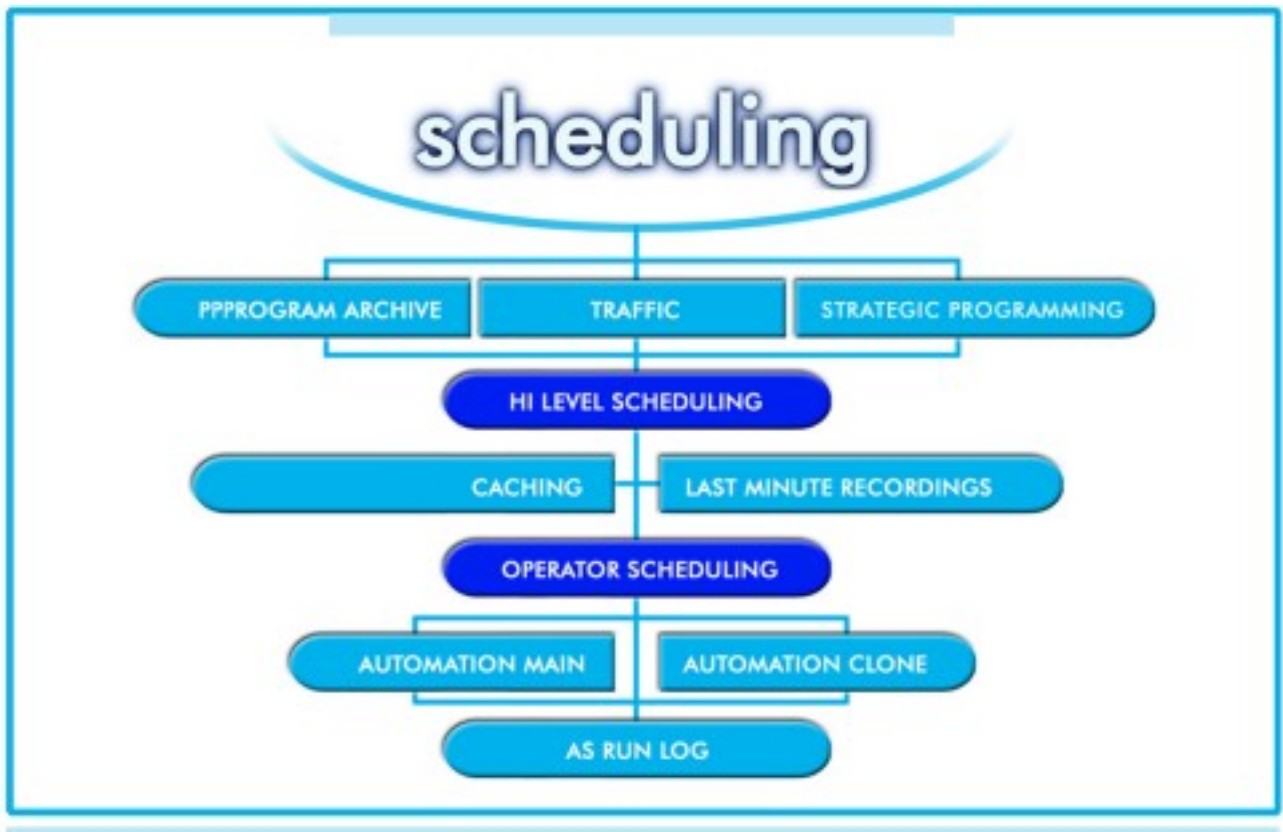 scheduling
PPPROGRAM ARCHIVE
TRAFFIC
STRATEGIC PROGRAMMING
HI LEVEL SCHEDULING
CACHING
LAST MINUTE RECORDINGS
OPERATOR SCHEDULING
AUTOMATION MAIN
AUTOMATION CLONE
AS RUN LOG